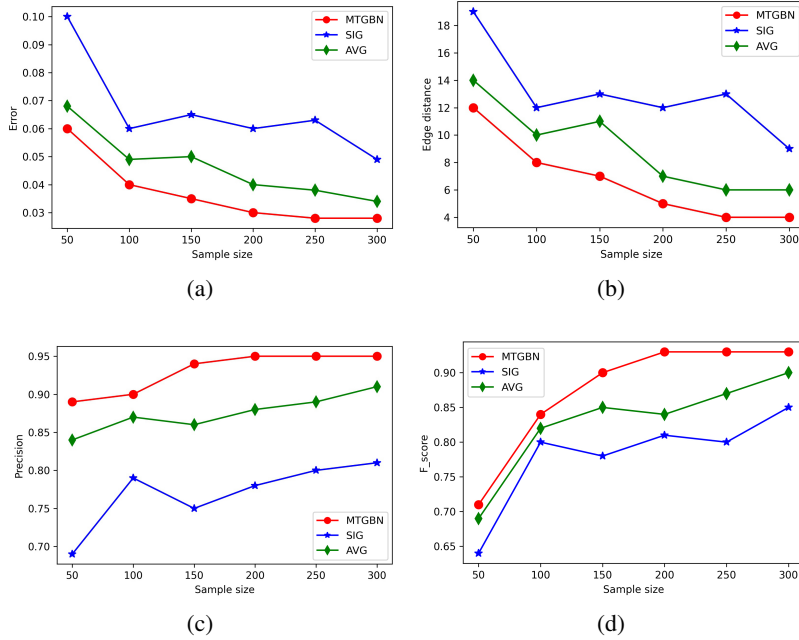 0.10
0.09
0.08
0.07
0.06
0.05
0.04
0.03
Error
50 100 150 200 250 300
Sample size
MTGBN
SIG
AVG
(a)
18
16
14
12
10
8
6
4
Edge distance
50 100 150 200 250 300
Sample size
MTGBN
SIG
AVG
(b)
0.95
0.90
0.85
0.80
0.75
0.70
Precision
50 100 150 200 250 300
Sample size
MTGBN
SIG
AVG
(c)
0.90
0.85
0.80
0.75
0.70
0.65
F_score
50 100 150 200 250 300
Sample size
MTGBN
SIG
AVG
(d)